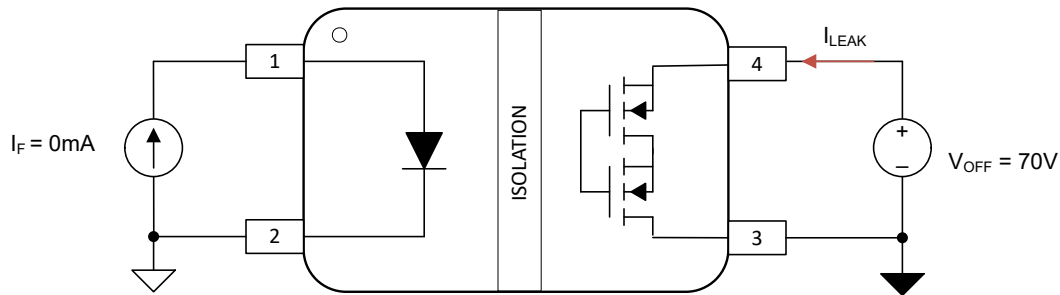 I_LEAK
1
4
I_F = 0mA
ISOLATION
+
–
V_OFF = 70V
2
3